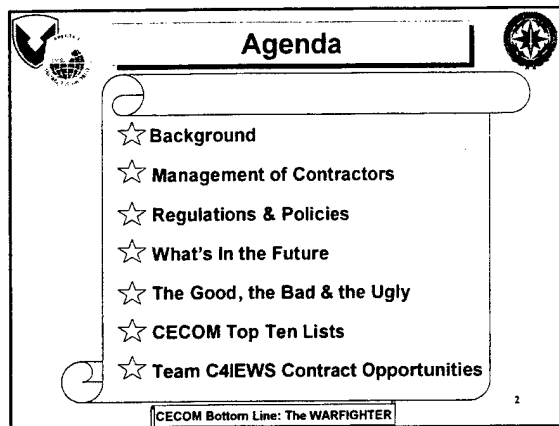 Agenda
Background
Management of Contractors
Regulations & Policies
What's In the Future
The Good, the Bad & the Ugly
CECOM Top Ten Lists
Team C4IEWS Contract Opportunities
2
CECOM Bottom Line: The WARFIGHTER